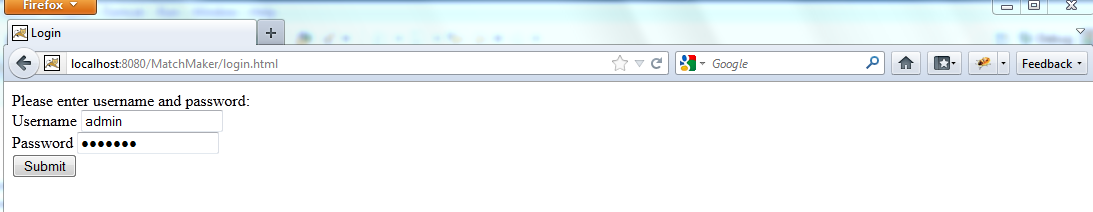 Firefox
Login
localhost:8080/MatchMaker/login.html
Google
Feedback
Please enter username and password:
Username admin
Password •••••••
Submit